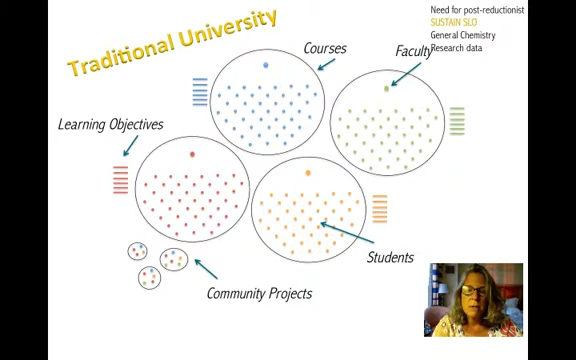 Traditional University
Need for post-reductionist
SUSTAIN SLO
General Chemistry
Research data
Courses
Faculty
Learning Objectives
Students
Community Projects